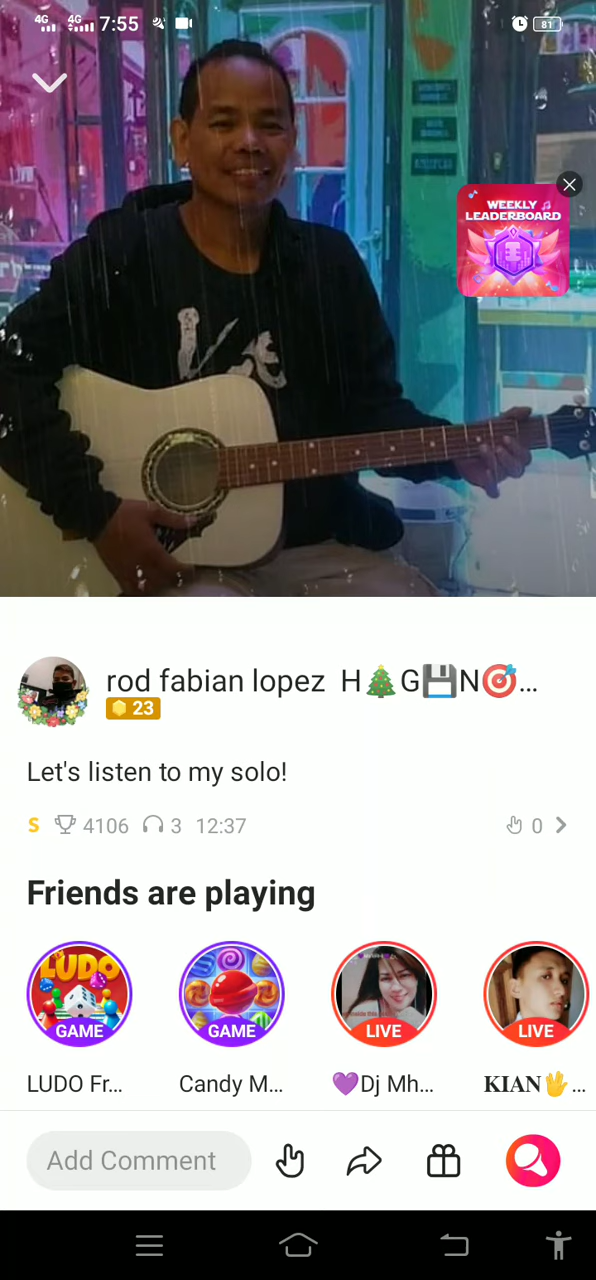 4G 4G 7:55 81
WEEKLY
LEADERBOARD
rod fabian lopez H🎄G💾N🎯...
23
Let's listen to my solo!
S 4106 3 12:37 0
Friends are playing
LUDO
GAME GAME LIVE LIVE
LUDO Fr... Candy M... 💜Dj Mh... 𝐊𝐈𝐀𝐍🖖...
Add Comment